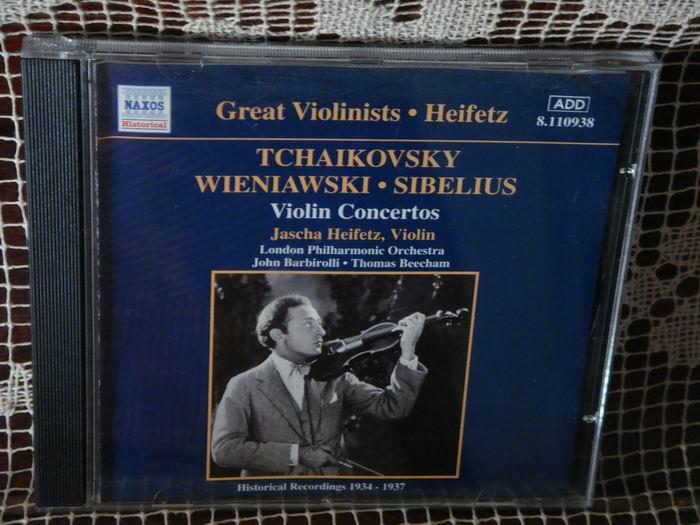 NAXOS
Historical
Great Violinists • Heifetz
ADD
8.110938
TCHAIKOVSKY
WIENIAWSKI • SIBELIUS
Violin Concertos
Jascha Heifetz, Violin
London Philharmonic Orchestra
John Barbirolli • Thomas Beecham
Historical Recordings 1934 - 1937